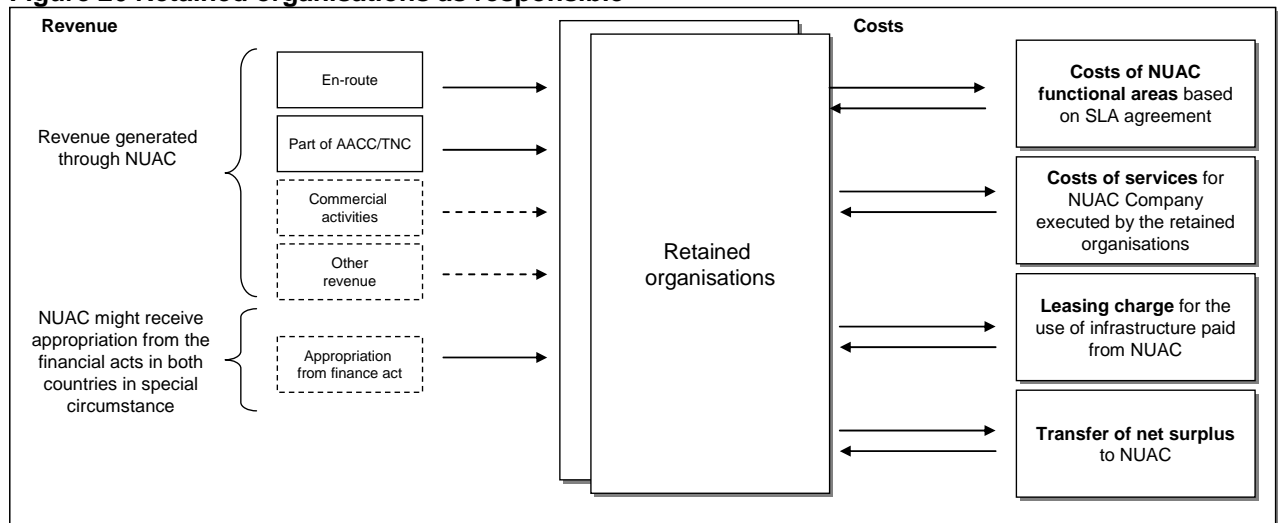 Figure 26 Retained organisations as responsible
Revenue
Costs
Revenue generated
through NUAC
En-route
Part of AACC/TNC
Commercial
activities
Other
revenue
NUAC might receive
appropriation from the
financial acts in both
countries in special
circumstance
Appropriation
from finance act
Retained
organisations
Costs of NUAC
functional areas based
on SLA agreement
Costs of services for
NUAC Company
executed by the retained
organisations
Leasing charge for the
use of infrastructure paid
from NUAC
Transfer of net surplus
to NUAC